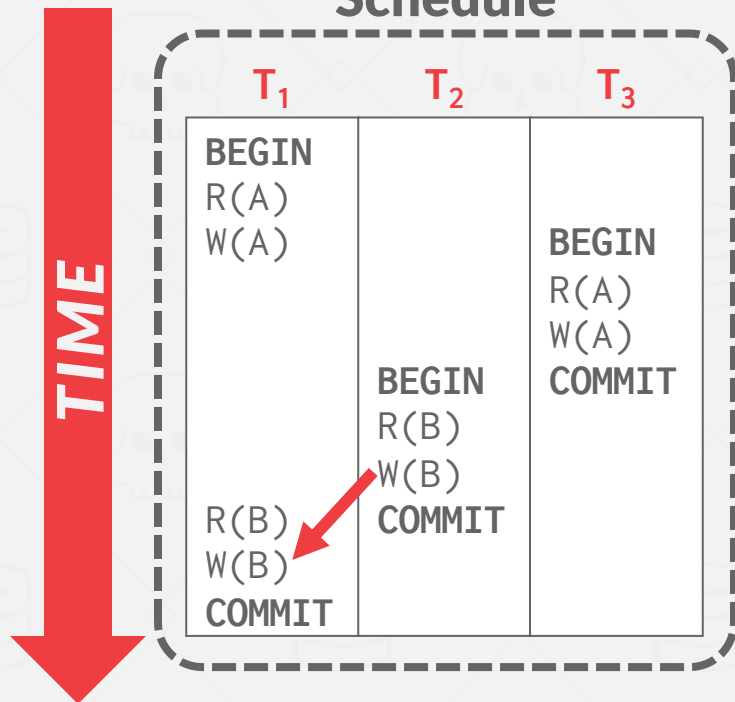 Schedule
TIME
T₁ T₂ T₃
BEGIN
R(A)
W(A) BEGIN
R(A)
W(A)
BEGIN COMMIT
R(B)
W(B)
R(B) COMMIT
W(B)
COMMIT